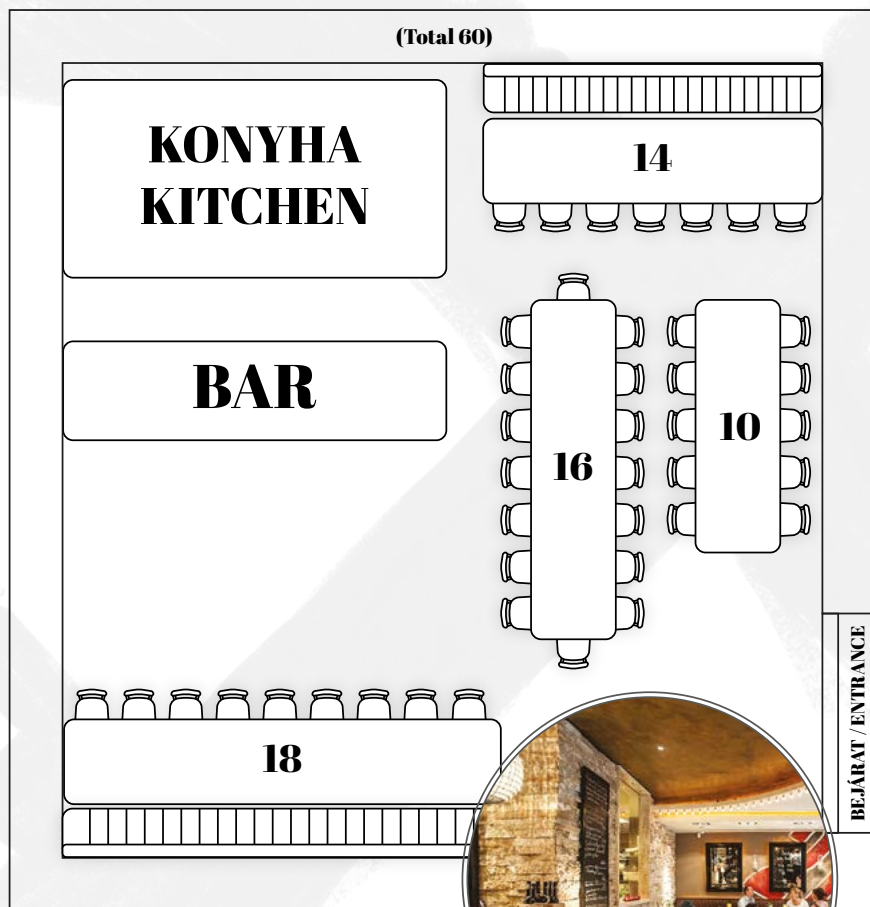 (Total 60)
KONYHA
KITCHEN
14
BAR
16
10
18
BEJÁRAT / ENTRANCE